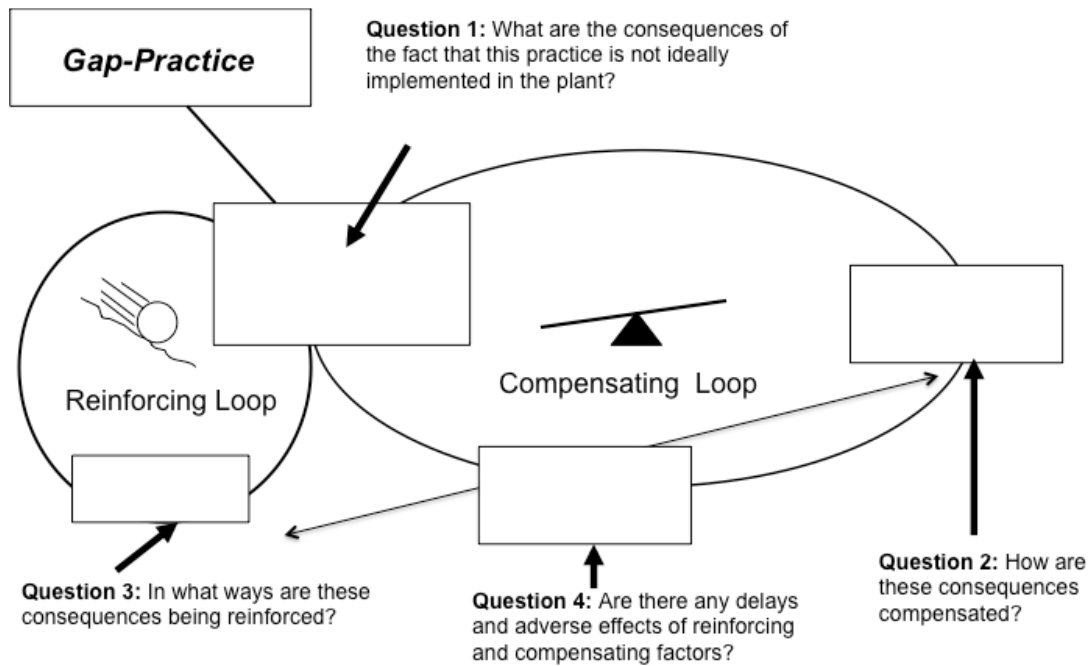 Gap-Practice
Question 1: What are the consequences of
the fact that this practice is not ideally
implemented in the plant?
Reinforcing Loop
Compensating Loop
Question 3: In what ways are these
consequences being reinforced?
Question 4: Are there any delays
and adverse effects of reinforcing
and compensating factors?
Question 2: How are
these consequences
compensated?